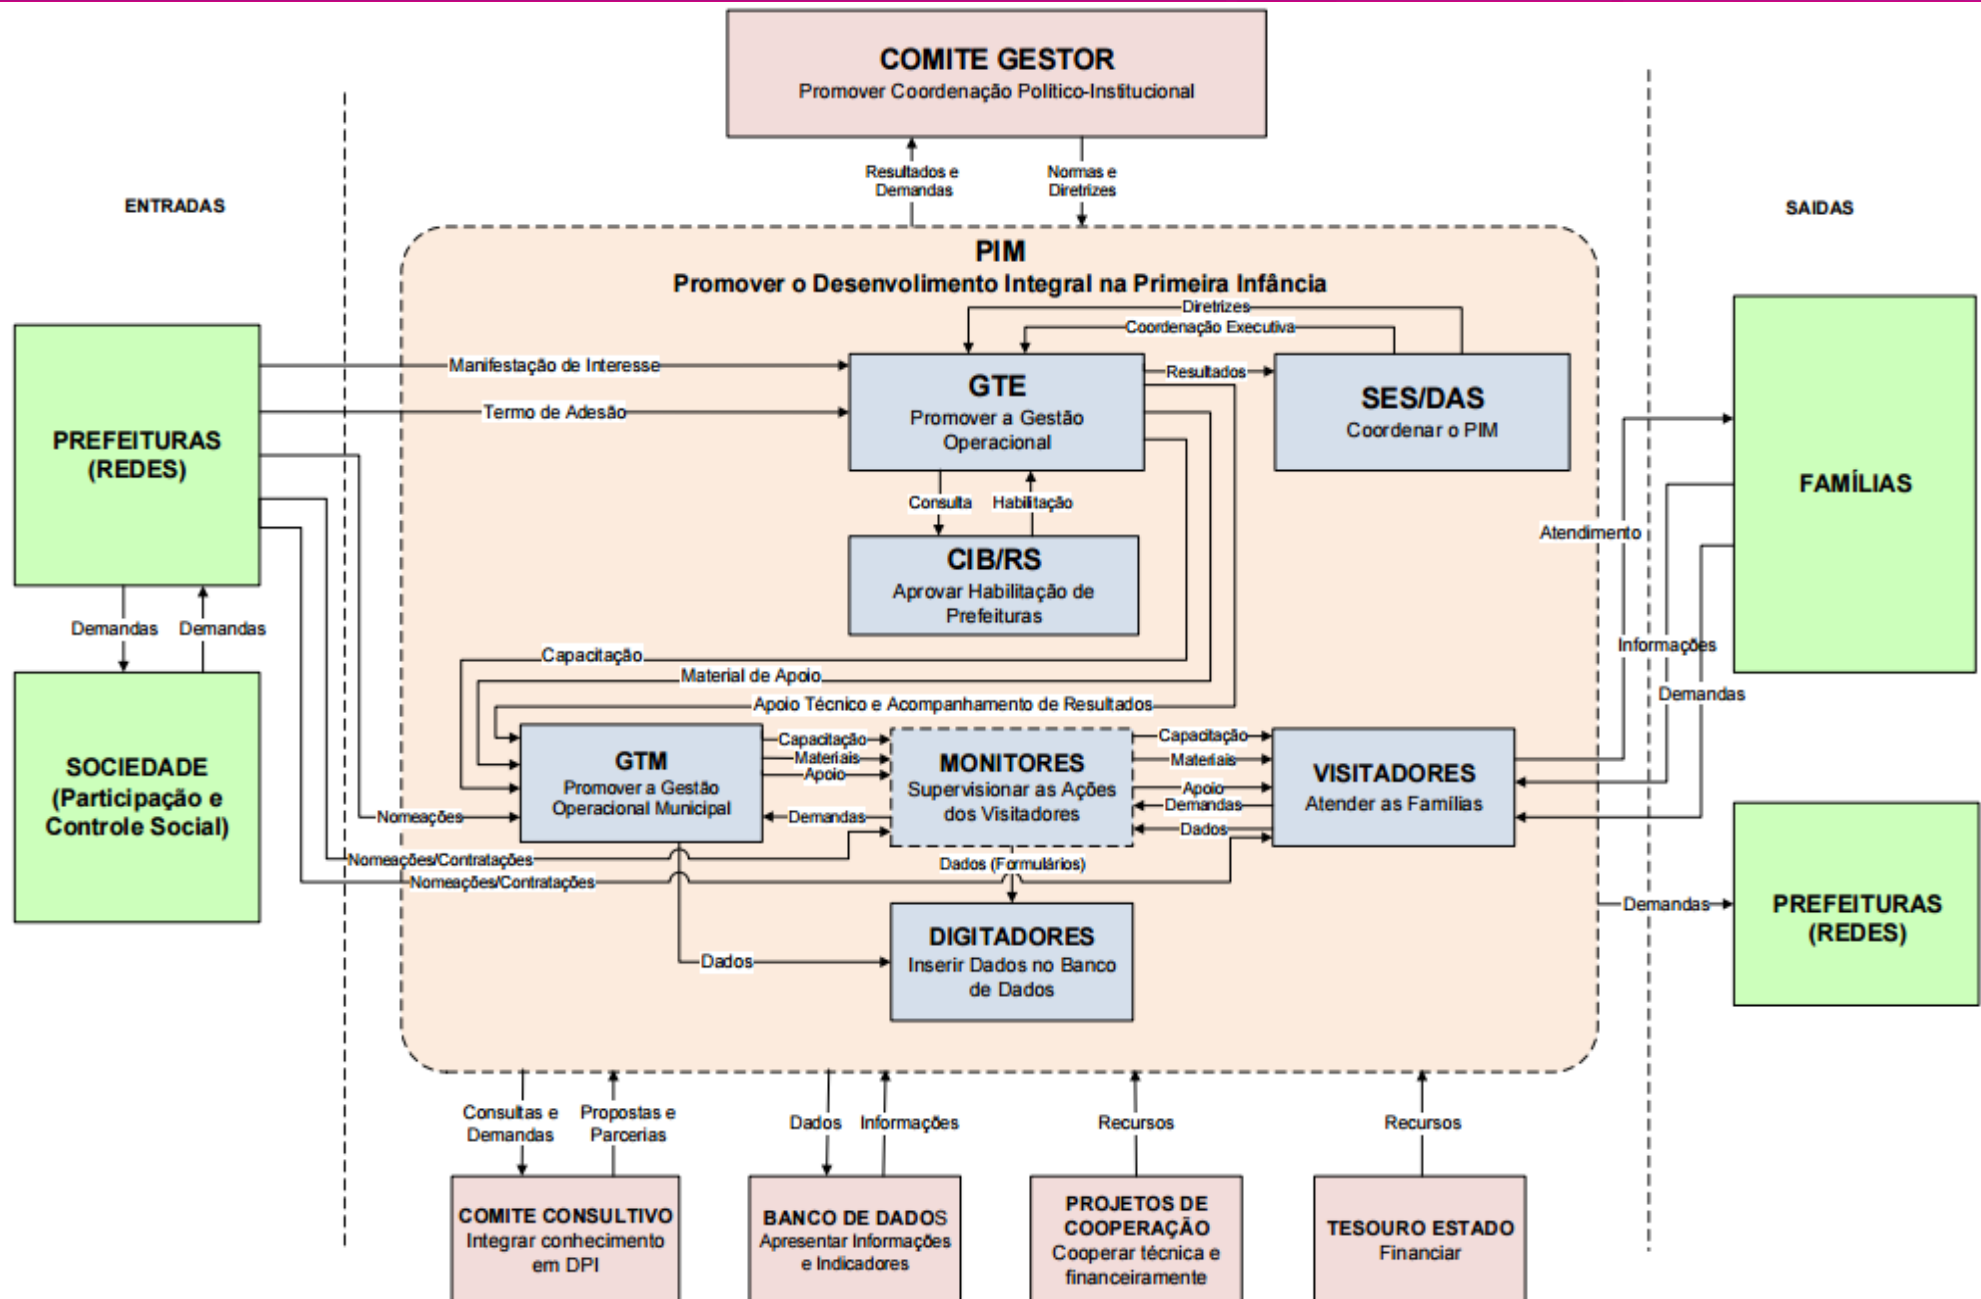 COMITE GESTOR
Promover Coordenação Politico-Institucional
Resultados e
Demandas
Normas e
Diretrizes
ENTRADAS
SAIDAS
PIM
Promover o Desenvolimento Integral na Primeira Infância
Diretrizes
Coordenação Executiva
PREFEITURAS
(REDES)
Manifestação de Interesse
Termo de Adesão
GTE
Promover a Gestão
Operacional
Resultados
SES/DAS
Coordenar o PIM
FAMÍLIAS
Consulta
Habilitação
Atendimento
CIB/RS
Aprovar Habilitação de
Prefeituras
Demandas
Demandas
Informações
Demandas
Capacitação
Material de Apoio
Apoio Técnico e Acompanhamento de Resultados
SOCIEDADE
(Participação e
Controle Social)
GTM
Promover a Gestão
Operacional Municipal
Capacitação
Materiais
Apoio
Demandas
MONITORES
Supervisionar as Ações
dos Visitadores
Capacitação
Materiais
Apoio
Demandas
Dados
VISITADORES
Atender as Famílias
Nomeações
Nomeações/Contratações
Nomeações/Contratações
Dados (Formulários)
Demandas
PREFEITURAS
(REDES)
Dados
DIGITADORES
Inserir Dados no Banco
de Dados
Consultas e
Demandas
Propostas e
Parcerias
Dados
Informações
Recursos
Recursos
COMITE CONSULTIVO
Integrar conhecimento
em DPI
BANCO DE DADOS
Apresentar Informações
e Indicadores
PROJETOS DE
COOPERAÇÃO
Cooperar técnica e
financeiramente
TESOURO ESTADO
Financiar